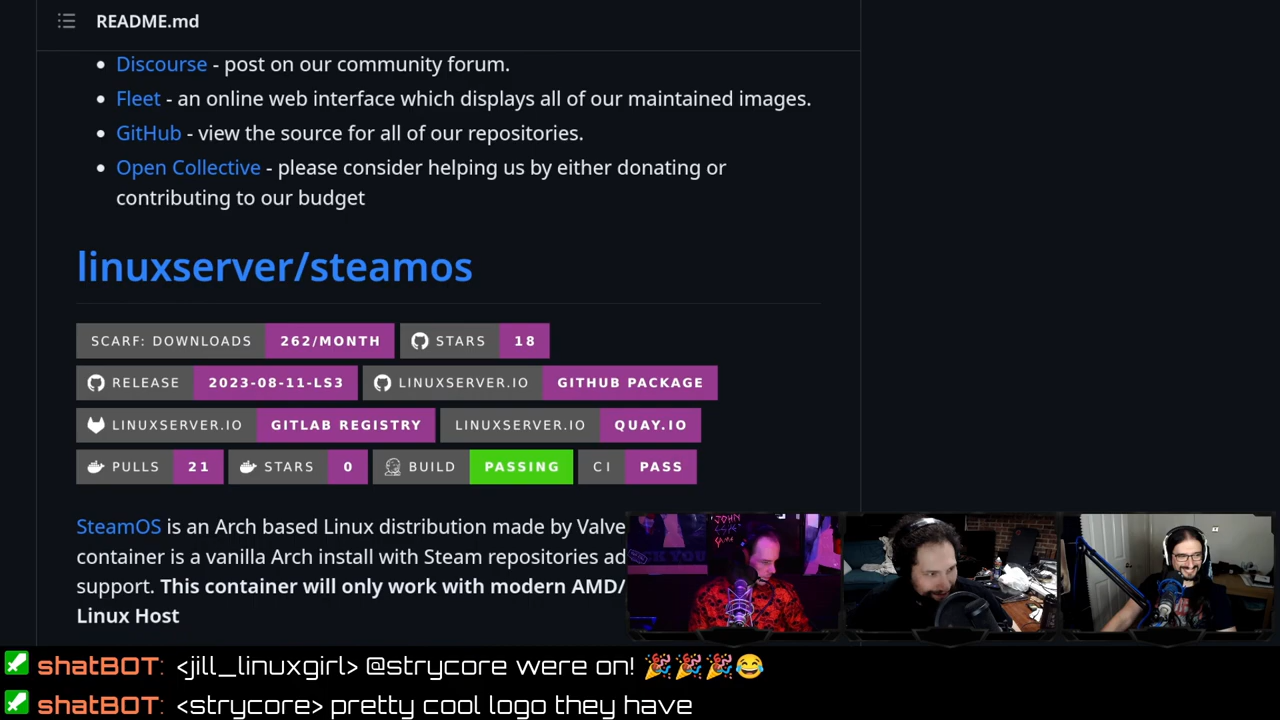 README.md
Discourse - post on our community forum.
Fleet - an online web interface which displays all of our maintained images.
GitHub - view the source for all of our repositories.
Open Collective - please consider helping us by either donating or
contributing to our budget
linuxserver/steamos
SCARF: DOWNLOADS 262/MONTH STARS 18
RELEASE 2023-08-11-LS3 LINUXSERVER.IO GITHUB PACKAGE
LINUXSERVER.IO GITLAB REGISTRY LINUXSERVER.IO QUAY.IO
PULLS 21 STARS 0 BUILD PASSING CI PASS
SteamOS is an Arch based Linux distribution made by Valve
container is a vanilla Arch install with Steam repositories ad
support. This container will only work with modern AMD/
Linux Host
JOHN
shatBOT: <jill_linuxgirl> @strycore were on! 🎉🎉🎉😂
shatBOT: <strycore> pretty cool logo they have